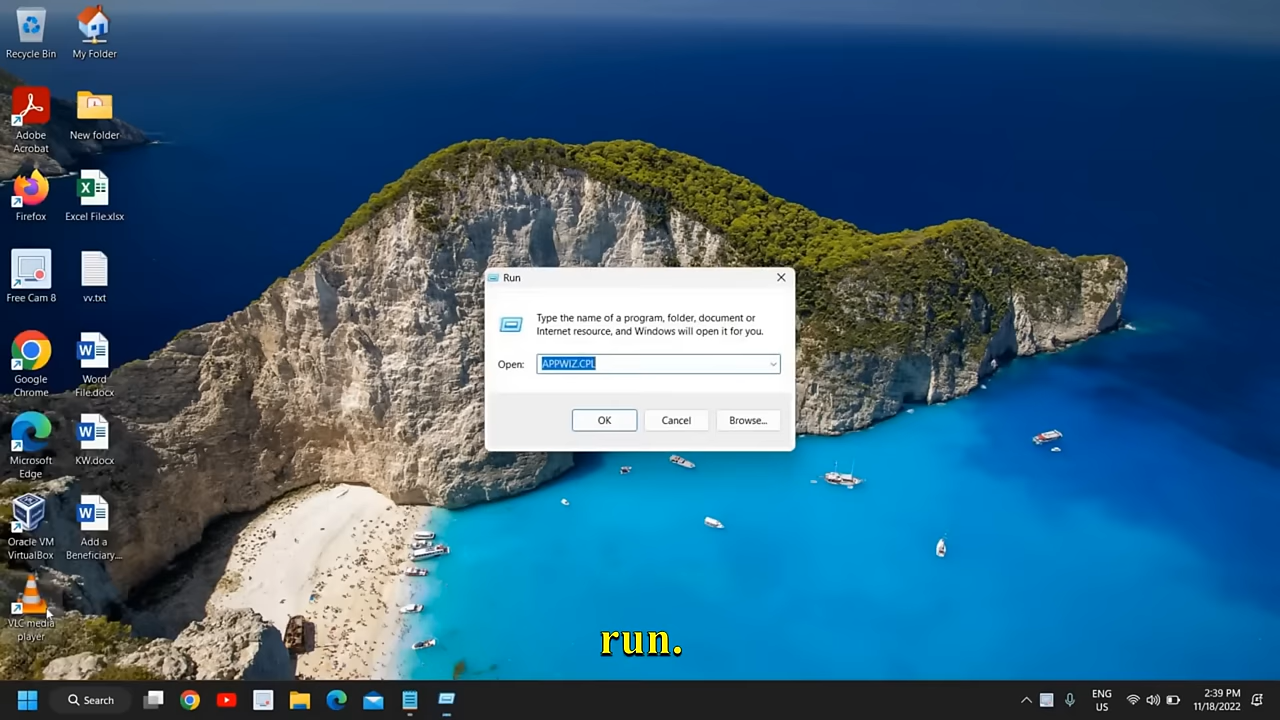 Recycle Bin
My Folder
Adobe
Acrobat
New folder
Firefox
Excel File.xlsx
Free Cam 8
vv.txt
Google
Chrome
Word
File.docx
Microsoft
Edge
KW.docx
Oracle VM
VirtualBox
Add a
Beneficiary....
VLC media
player
Run
Type the name of a program, folder, document or
Internet resource, and Windows will open it for you.
Open:
APPWIZ.CPL
OK
Cancel
Browse...
run.
Search
ENG
US
2:39 PM
11/18/2022